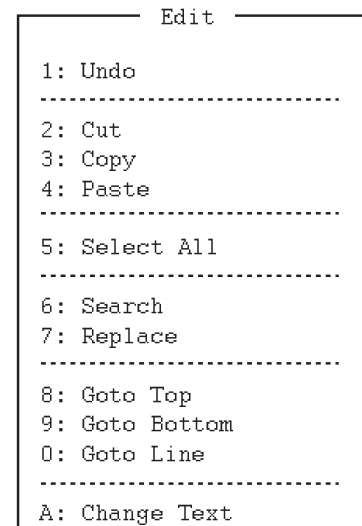 Edit
1: Undo
2: Cut
3: Copy
4: Paste
5: Select All
6: Search
7: Replace
8: Goto Top
9: Goto Bottom
0: Goto Line
A: Change Text